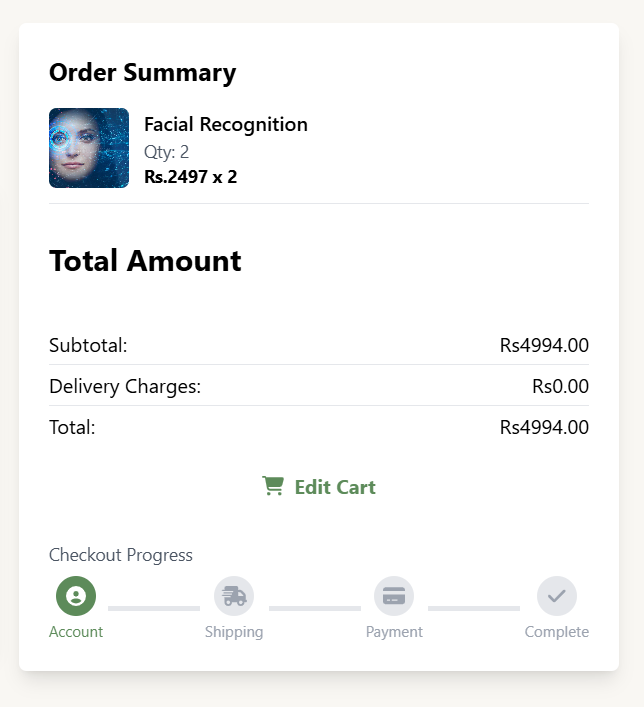 Order Summary
Facial Recognition
Qty: 2
Rs.2497 x 2
Total Amount
Subtotal: Rs4994.00
Delivery Charges: Rs0.00
Total: Rs4994.00
Edit Cart
Checkout Progress
Account Shipping Payment Complete